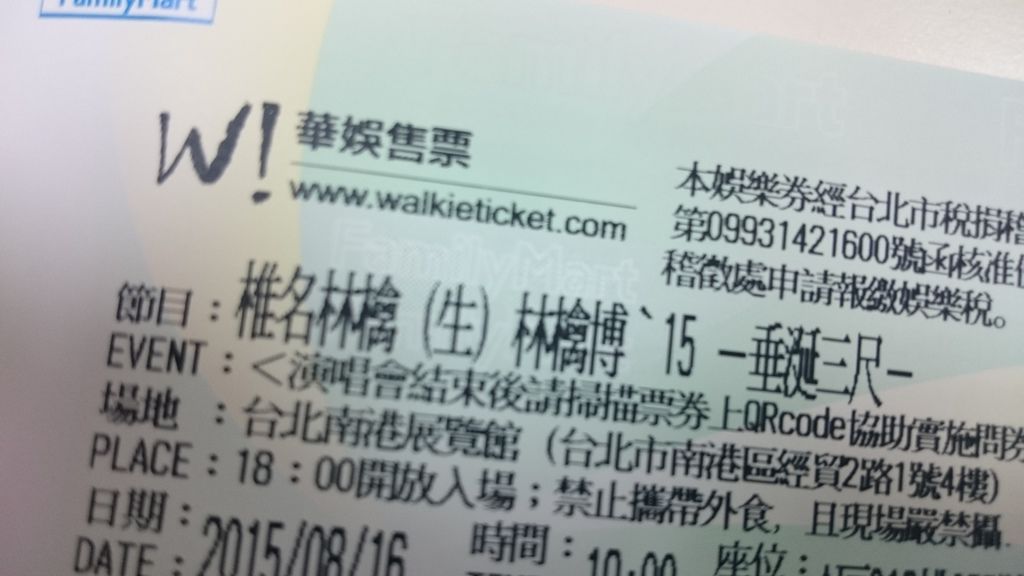 FamilyMart
W! 華娛售票
www.walkieticket.com
本娛樂券經台北市稅捐稽
第09931421600號函核准
稽徵處申請報繳娛樂稅。
節目：椎名林檎（生）林檎博`15 －垂涎三尺－
EVENT：<演唱會結束後請掃描票券上QRcode協助實施問券
場地：台北南港展覽館（台北市南港區經貿2路1號4樓）
PLACE：18：00開放入場；禁止攜帶外食，且現場嚴禁攝
日期：2015/08/16 時間： 座位：
DATE：